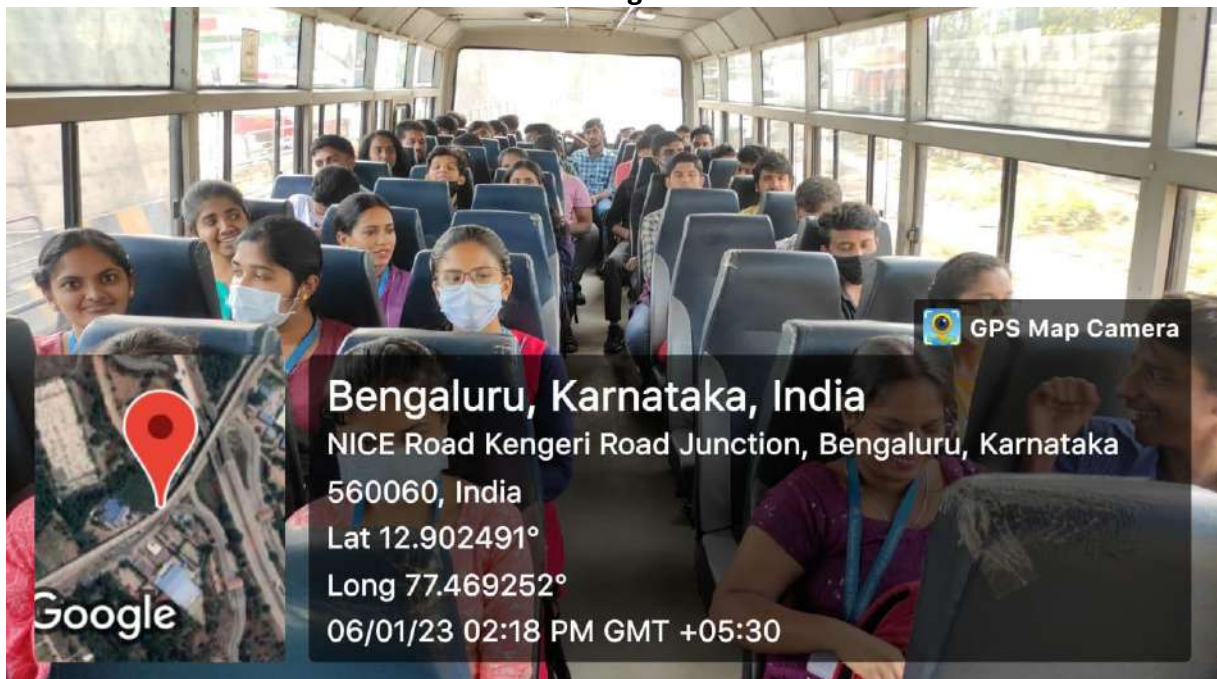 GPS Map Camera
Bengaluru, Karnataka, India
NICE Road Kengeri Road Junction, Bengaluru, Karnataka
560060, India
Lat 12.902491°
Long 77.469252°
06/01/23 02:18 PM GMT +05:30
Google